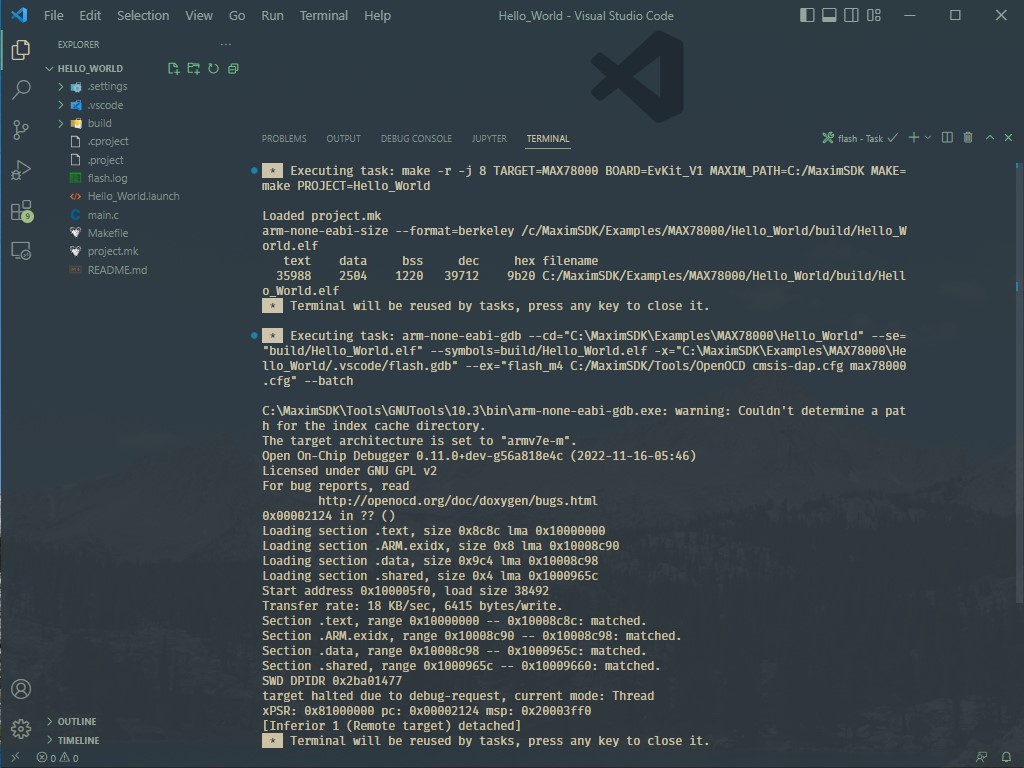 File Edit Selection View Go Run Terminal Help Hello_World - Visual Studio Code
EXPLORER ...
HELLO_WORLD
.settings
.vscode
build
.cproject
.project
flash.log
Hello_World.launch
main.c
Makefile
project.mk
README.md
9
OUTLINE
TIMELINE
PROBLEMS OUTPUT DEBUG CONSOLE JUPYTER TERMINAL flash - Task
* Executing task: make -r -j 8 TARGET=MAX78000 BOARD=EvKit_V1 MAXIM_PATH=C:/MaximSDK MAKE=
make PROJECT=Hello_World
Loaded project.mk
arm-none-eabi-size --format=berkeley /c/MaximSDK/Examples/MAX78000/Hello_World/build/Hello_W
orld.elf
text data bss dec hex filename
35988 2504 1220 39712 9b20 C:/MaximSDK/Examples/MAX78000/Hello_World/build/Hell
o_World.elf
* Terminal will be reused by tasks, press any key to close it.
* Executing task: arm-none-eabi-gdb --cd="C:\MaximSDK\Examples\MAX78000\Hello_World" --se=
"build/Hello_World.elf" --symbols=build/Hello_World.elf -x="C:\MaximSDK\Examples\MAX78000\He
llo_World/.vscode/flash.gdb" --ex="flash_m4 C:/MaximSDK/Tools/OpenOCD cmsis-dap.cfg max78000
.cfg" --batch
C:\MaximSDK\Tools\GNUTools\10.3\bin\arm-none-eabi-gdb.exe: warning: Couldn't determine a pat
h for the index cache directory.
The target architecture is set to "armv7e-m".
Open On-Chip Debugger 0.11.0+dev-g56a818e4c (2022-11-16-05:46)
Licensed under GNU GPL v2
For bug reports, read
http://openocd.org/doc/doxygen/bugs.html
0x00002124 in ?? ()
Loading section .text, size 0x8c8c lma 0x10000000
Loading section .ARM.exidx, size 0x8 lma 0x10008c90
Loading section .data, size 0x9c4 lma 0x10008c98
Loading section .shared, size 0x4 lma 0x1000965c
Start address 0x100005f0, load size 38492
Transfer rate: 18 KB/sec, 6415 bytes/write.
Section .text, range 0x10000000 -- 0x10008c8c: matched.
Section .ARM.exidx, range 0x10008c90 -- 0x10008c98: matched.
Section .data, range 0x10008c98 -- 0x1000965c: matched.
Section .shared, range 0x1000965c -- 0x10009660: matched.
SWD DPIDR 0x2ba01477
target halted due to debug-request, current mode: Thread
xPSR: 0x81000000 pc: 0x00002124 msp: 0x20003ff0
[Inferior 1 (Remote target) detached]
* Terminal will be reused by tasks, press any key to close it.
0 0